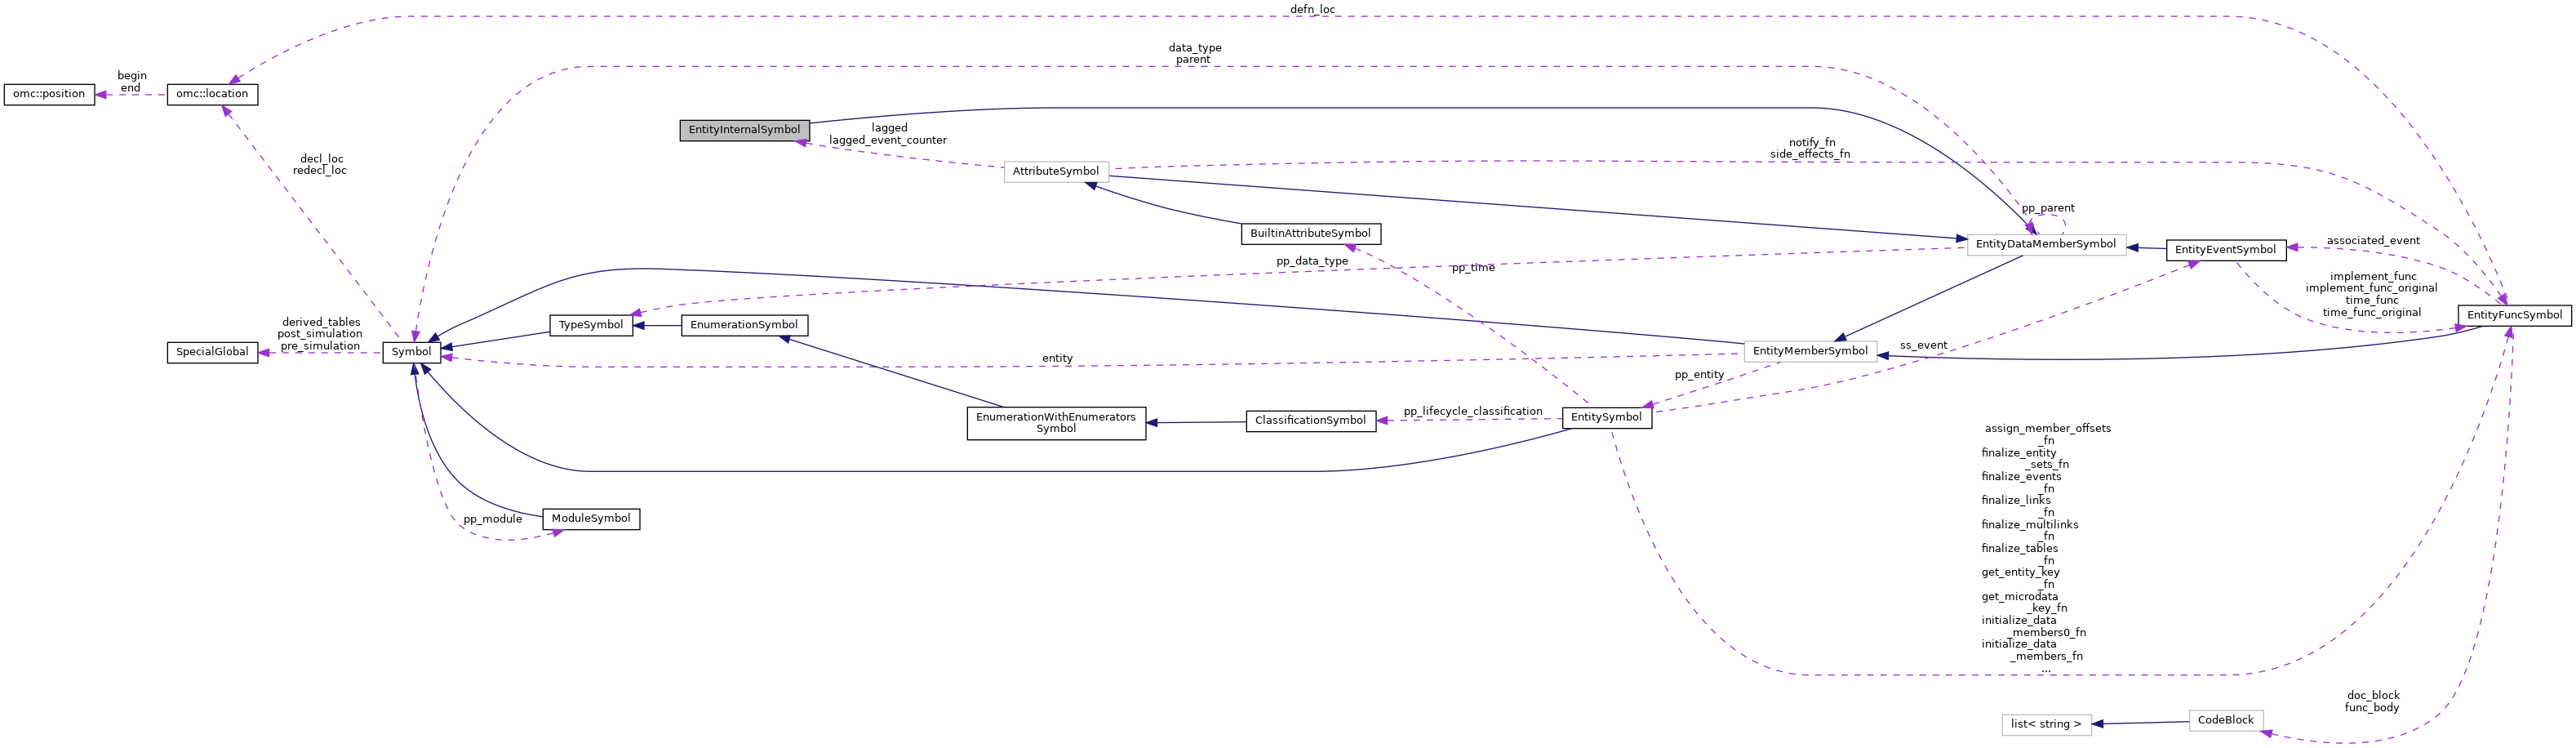 defn_loc
data_type
parent
begin
end
omc::position
omc::location
EntityInternalSymbol
lagged
lagged_event_counter
notify_fn
side_effects_fn
decl_loc
redecl_loc
AttributeSymbol
pp_parent
BuiltinAttributeSymbol
EntityDataMemberSymbol
EntityEventSymbol
associated_event
pp_data_type
pp_time
implement_func
implement_func_original
time_func
time_func_original
EntityFuncSymbol
derived_tables
post_simulation
pre_simulation
TypeSymbol
EnumerationSymbol
SpecialGlobal
Symbol
entity
EntityMemberSymbol
ss_event
pp_entity
EnumerationWithEnumerators
Symbol
ClassificationSymbol
pp_lifecycle_classification
EntitySymbol
assign_member_offsets
_fn
finalize_entity
_sets_fn
finalize_events
_fn
finalize_links
_fn
finalize_multilinks
_fn
finalize_tables
_fn
get_entity_key
_fn
get_microdata
_key_fn
initialize_data
_members0_fn
initialize_data
_members_fn
...
pp_module
ModuleSymbol
doc_block
func_body
list< string >
CodeBlock